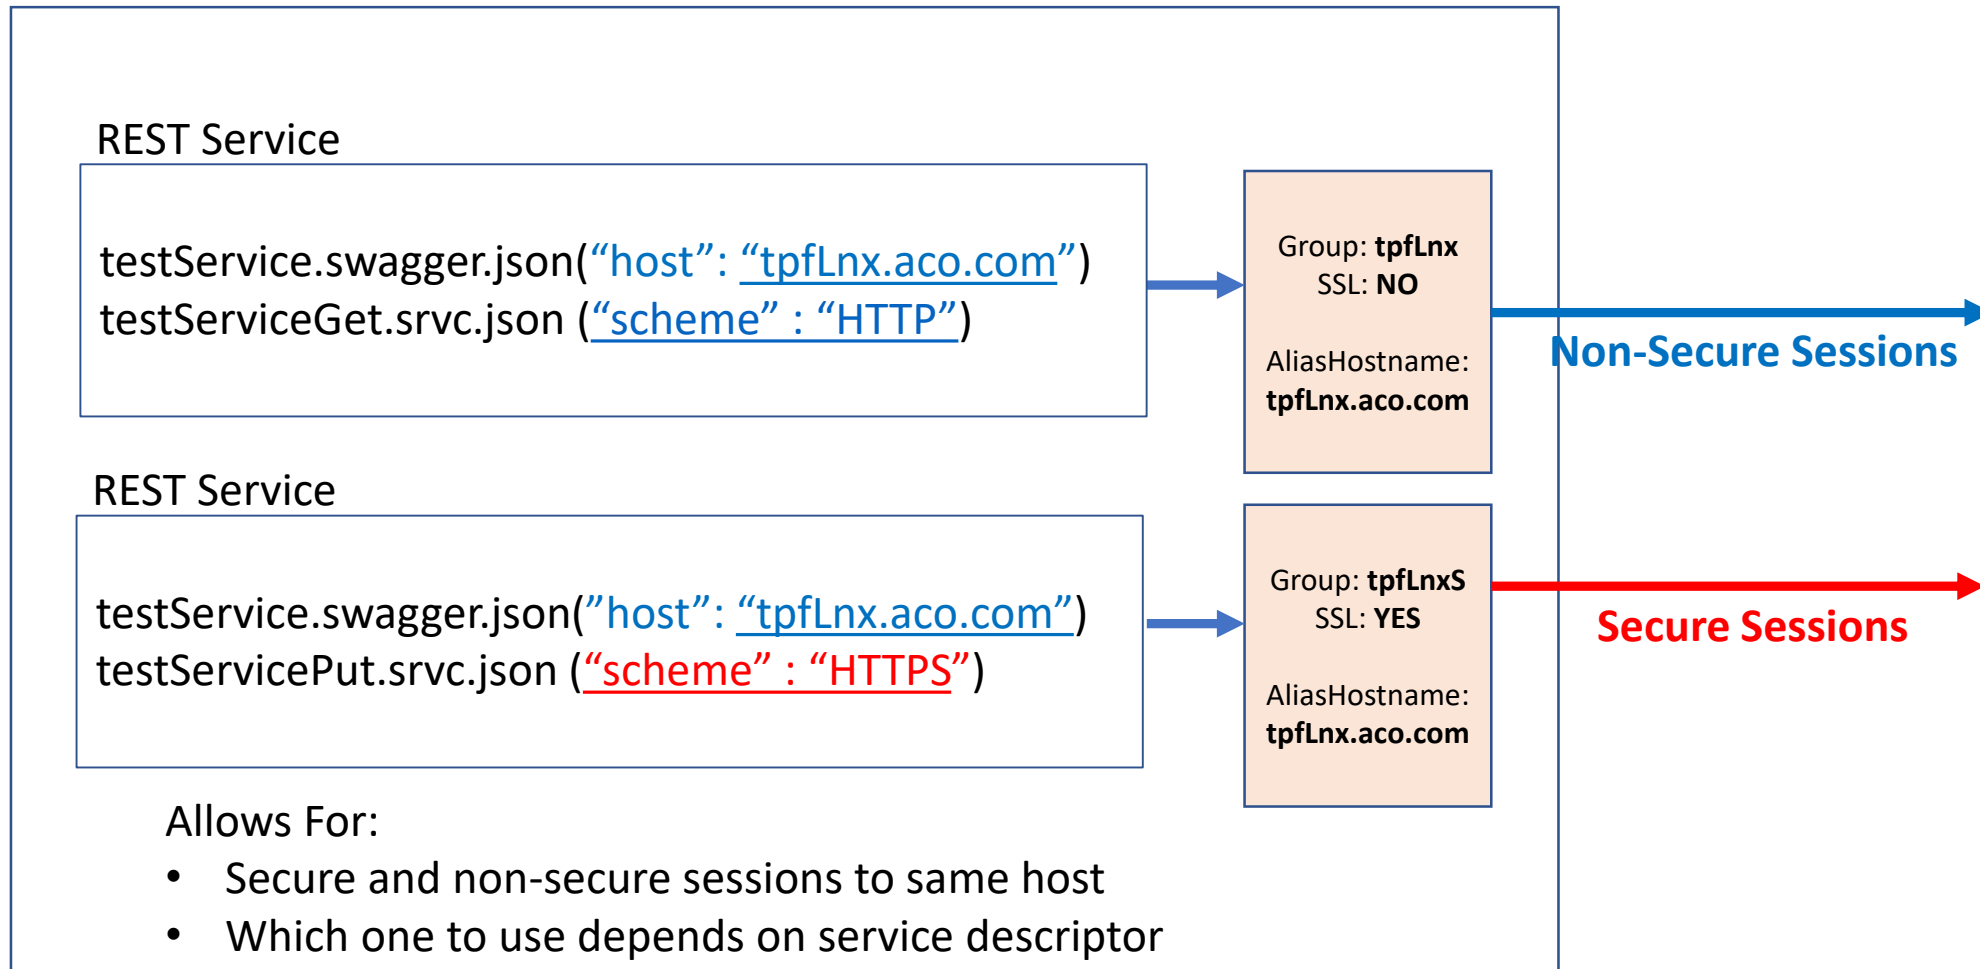 REST Service
testService.swagger.json(“host”: “tpfLnx.aco.com”)
testServiceGet.srvc.json (“scheme” : “HTTP”)
Group: tpfLnx
SSL: NO
AliasHostname:
tpfLnx.aco.com
Non-Secure Sessions
REST Service
testService.swagger.json(”host”: “tpfLnx.aco.com”)
testServicePut.srvc.json (“scheme” : “HTTPS”)
Group: tpfLnxS
SSL: YES
AliasHostname:
tpfLnx.aco.com
Secure Sessions
Allows For:
• Secure and non-secure sessions to same host
• Which one to use depends on service descriptor